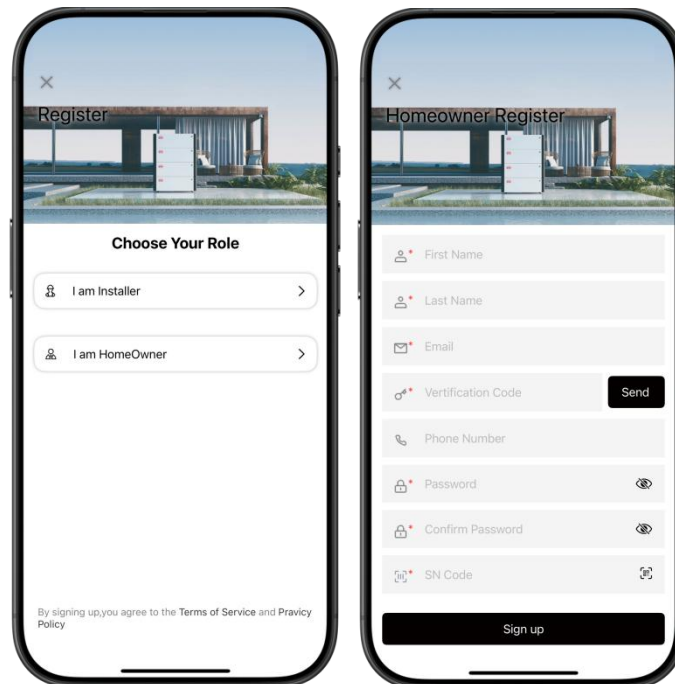 Register
Choose Your Role
I am Installer
I am HomeOwner
By signing up,you agree to the Terms of Service and Pravicy
Policy
Homeowner Register
* First Name
* Last Name
* Email
* Vertification Code
Send
Phone Number
* Password
* Confirm Password
* SN Code
Sign up